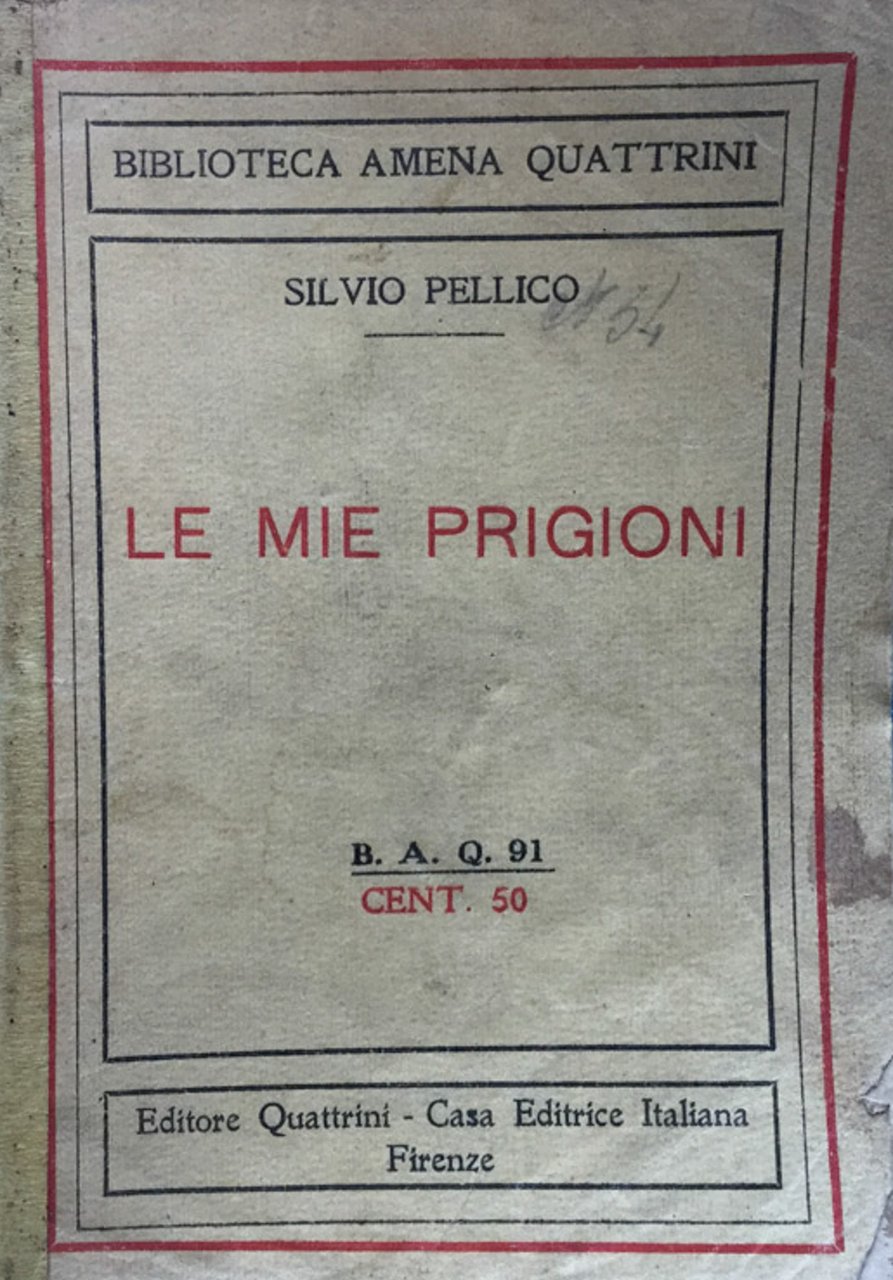 BIBLIOTECA AMENA QUATTRINI
SILVIO PELLICO
LE MIE PRIGIONI
B. A. Q. 91
CENT. 50
Editore Quattrini - Casa Editrice Italiana
Firenze